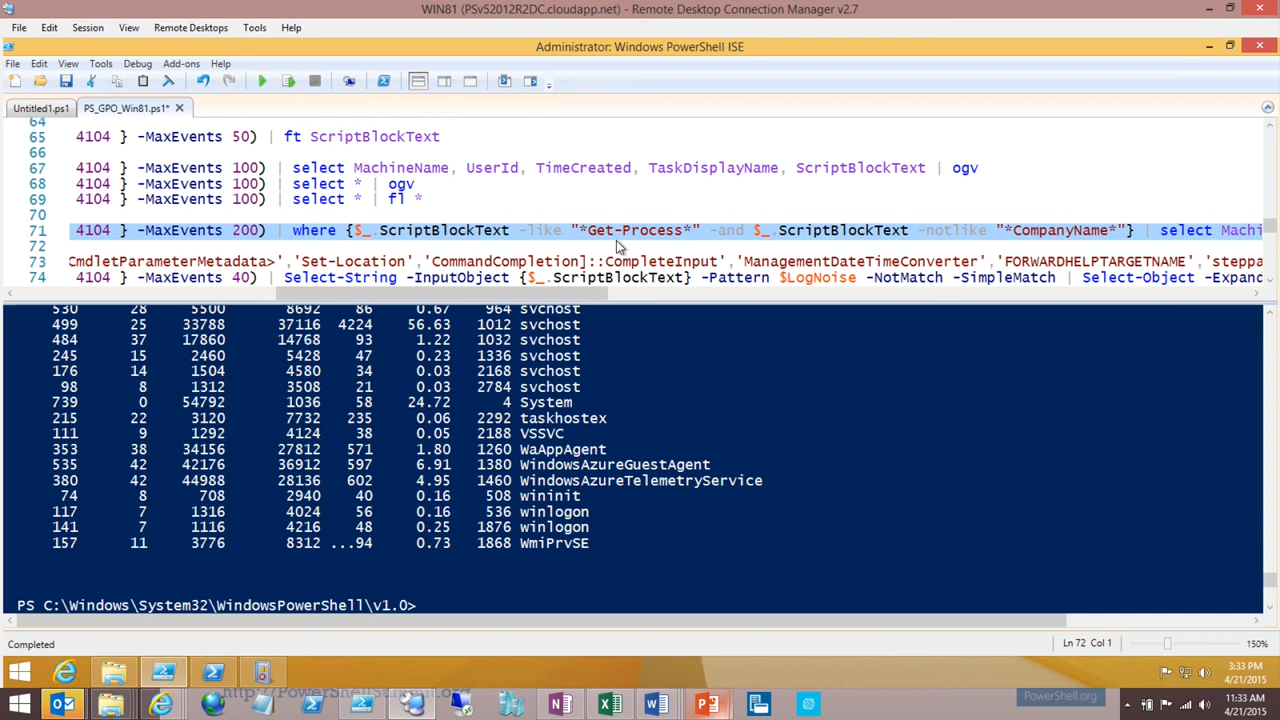 WIN81 (PSv52012R2DC.cloudapp.net) - Remote Desktop Connection Manager v2.7
File Edit Session View Remote Desktops Tools Help
Administrator: Windows PowerShell ISE
File Edit View Tools Debug Add-ons Help
Untitled1.ps1 PS_GPO_Win81.ps1*
64
65 4104 } -MaxEvents 50) | ft ScriptBlockText
66
67 4104 } -MaxEvents 100) | select MachineName, UserId, TimeCreated, TaskDisplayName, ScriptBlockText | ogv
68 4104 } -MaxEvents 100) | select * | ogv
69 4104 } -MaxEvents 100) | select * | fl *
70
71 4104 } -MaxEvents 200) | where {$_.ScriptBlockText -like "*Get-Process*" -and $_.ScriptBlockText -notlike "*CompanyName*"} | select Machi
72
73 CmdletParameterMetadata>','Set-Location','CommandCompletion]::CompleteInput','ManagementDateTimeConverter','FORWARDHELPTARGETNAME','steppa
74 4104 } -MaxEvents 40) | Select-String -InputObject {$_.ScriptBlockText} -Pattern $LogNoise -NotMatch -SimpleMatch | Select-Object -Expan
530 28 5500 8692 86 0.67 964 svchost
499 25 33788 37116 4224 56.63 1012 svchost
484 37 17860 14768 93 1.22 1032 svchost
245 15 2460 5428 47 0.23 1336 svchost
176 14 1504 4580 34 0.03 2168 svchost
98 8 1312 3508 21 0.03 2784 svchost
739 0 54792 1036 58 24.72 4 System
215 22 3120 7732 235 0.06 2292 taskhostex
111 9 1292 4124 38 0.05 2188 VSSVC
353 38 34156 27812 571 1.80 1260 WaAppAgent
535 42 42176 36912 597 6.91 1380 WindowsAzureGuestAgent
380 42 44988 28136 602 4.95 1460 WindowsAzureTelemetryService
74 8 708 2940 40 0.16 508 wininit
117 7 1316 4024 56 0.16 536 winlogon
141 7 1116 4216 48 0.25 1876 winlogon
157 11 3776 8312 ...94 0.73 1868 WmiPrvSE
PS C:\Windows\System32\WindowsPowerShell\v1.0>
Completed Ln 72 Col 1 150%
3:33 PM
4/21/2015
PowerShell.org
11:33 AM
4/21/2015